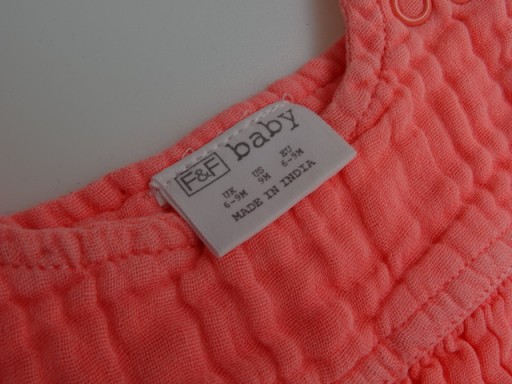 F&F baby
UK US EU
6-9M 9M 6-9M
MADE IN INDIA